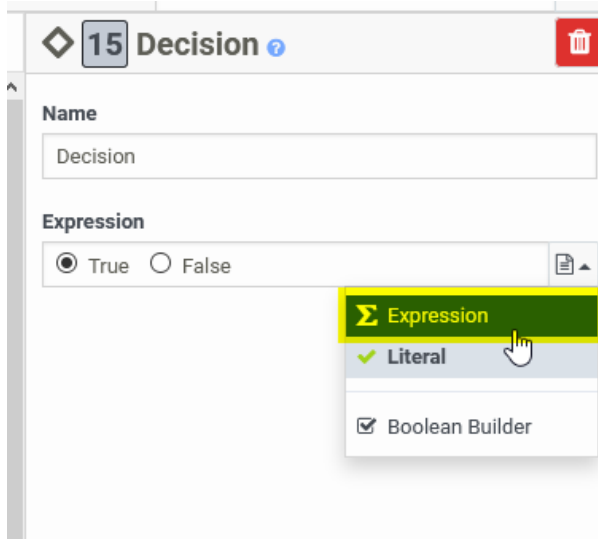 15 Decision ?
Name
Decision
Expression
True False
Σ Expression
Literal
Boolean Builder